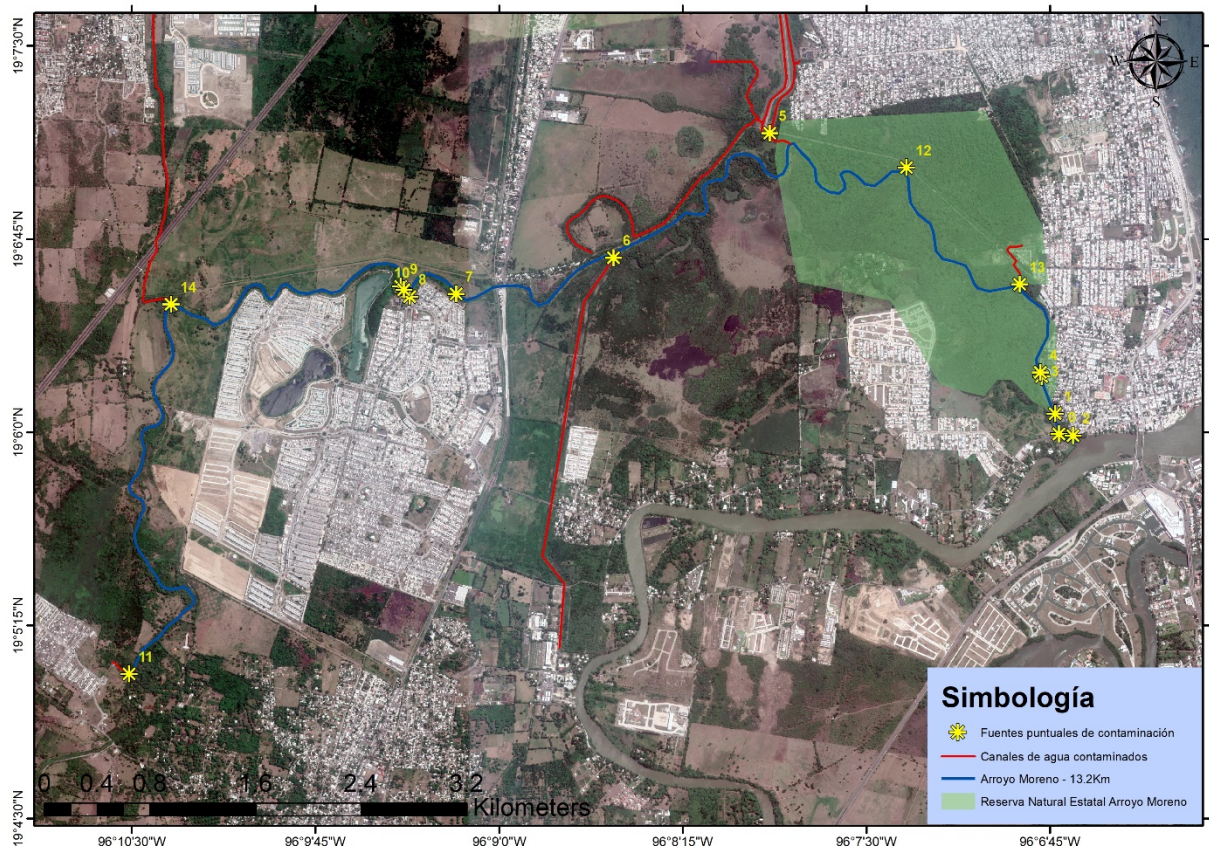 N
W
E
S
19°7'30"N
19°6'45"N
19°6'0"N
19°5'15"N
19°4'30"N
5
12
6
13
14
10
9
8
7
4
3
1
6
2
11
Simbología
Fuentes puntuales de contaminación
Canales de agua contaminados
Arroyo Moreno - 13.2Km
Reserva Natural Estatal Arroyo Moreno
0 0.4 0.8 1.6 2.4 3.2
Kilometers
96°10'30"W 96°9'45"W 96°9'0"W 96°8'15"W 96°7'30"W 96°6'45"W